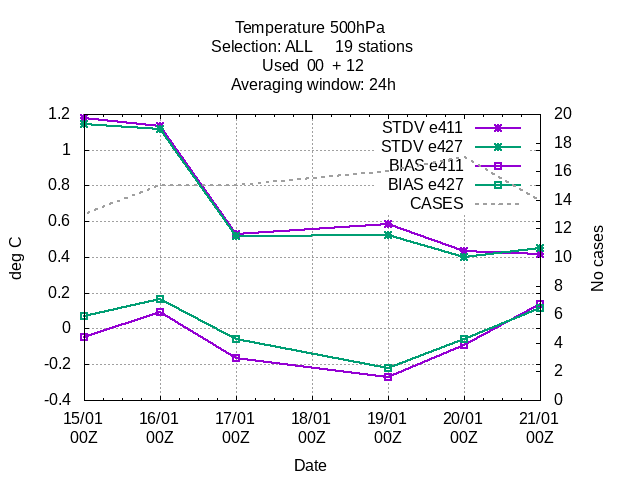 Temperature 500hPa
Selection: ALL     19 stations
Used  00  + 12
Averaging window: 24h
deg C
1.2
1
0.8
0.6
0.4
0.2
0
-0.2
-0.4
STDV e411
STDV e427
BIAS e411
BIAS e427
CASES
20
18
16
14
12
10
8
6
4
2
0
No cases
15/01 16/01 17/01 18/01 19/01 20/01 21/01
00Z 00Z 00Z 00Z 00Z 00Z 00Z
Date